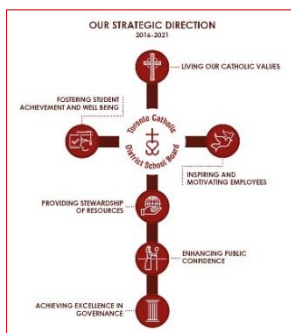 OUR STRATEGIC DIRECTION
2016-2021
LIVING OUR CATHOLIC VALUES
FOSTERING STUDENT
ACHIEVEMENT AND WELL BEING
Toronto Catholic
District School Board
INSPIRING AND
MOTIVATING EMPLOYEES
PROVIDING STEWARDSHIP
OF RESOURCES
ENHANCING PUBLIC
CONFIDENCE
ACHIEVING EXCELLENCE IN
GOVERNANCE